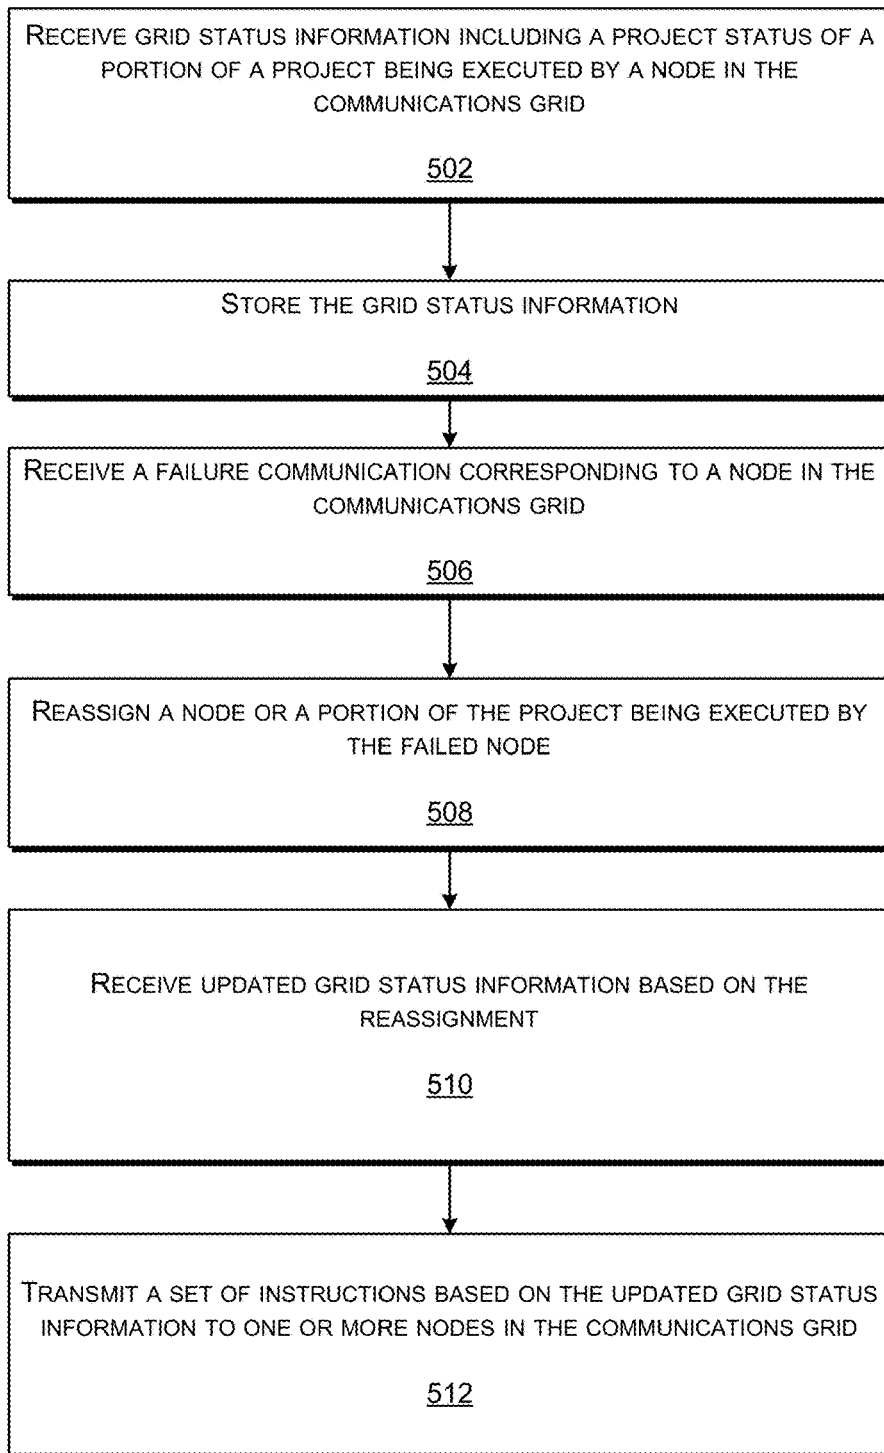 RECEIVE GRID STATUS INFORMATION INCLUDING A PROJECT STATUS OF A
PORTION OF A PROJECT BEING EXECUTED BY A NODE IN THE
COMMUNICATIONS GRID
502
STORE THE GRID STATUS INFORMATION
504
RECEIVE A FAILURE COMMUNICATION CORRESPONDING TO A NODE IN THE
COMMUNICATIONS GRID
506
REASSIGN A NODE OR A PORTION OF THE PROJECT BEING EXECUTED BY
THE FAILED NODE
508
RECEIVE UPDATED GRID STATUS INFORMATION BASED ON THE
REASSIGNMENT
510
TRANSMIT A SET OF INSTRUCTIONS BASED ON THE UPDATED GRID STATUS
INFORMATION TO ONE OR MORE NODES IN THE COMMUNICATIONS GRID
512